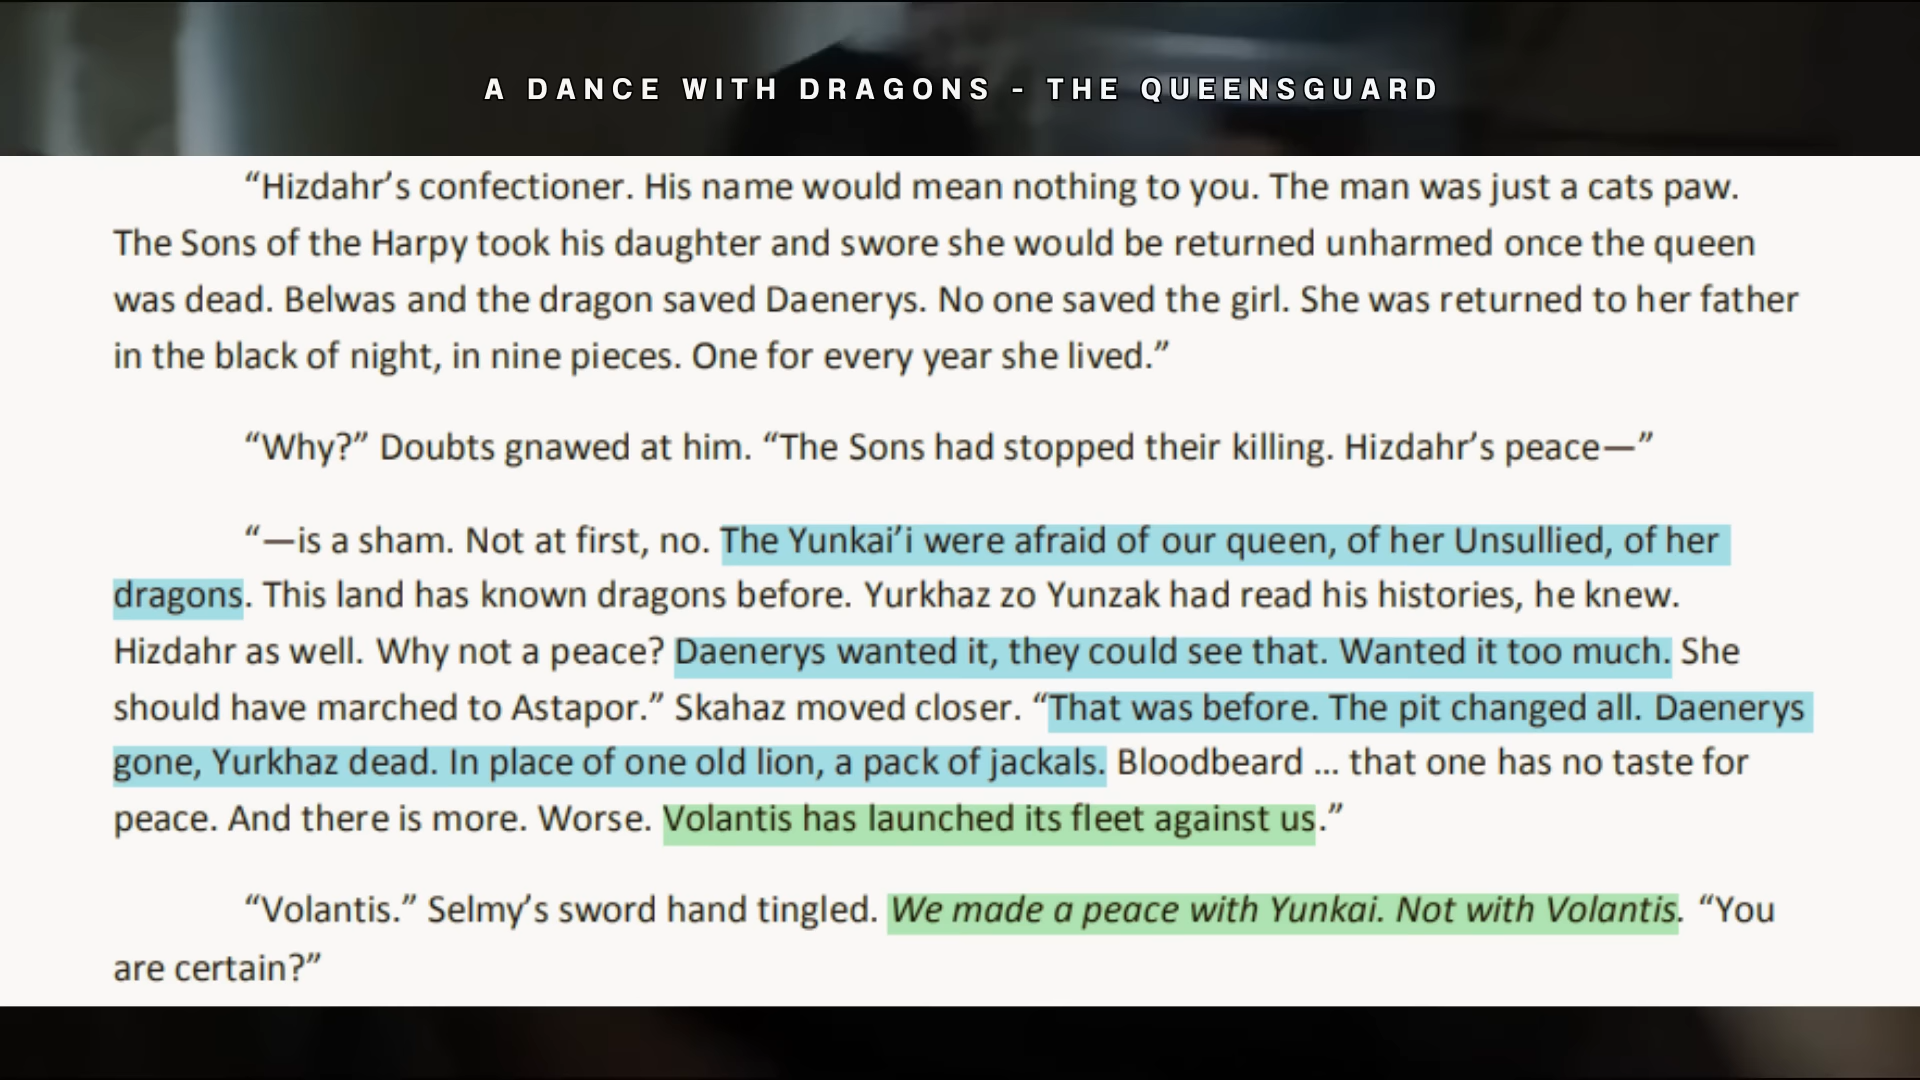 A DANCE WITH DRAGONS - THE QUEENSGUARD
“Hizdahr’s confectioner. His name would mean nothing to you. The man was just a cats paw.
The Sons of the Harpy took his daughter and swore she would be returned unharmed once the queen
was dead. Belwas and the dragon saved Daenerys. No one saved the girl. She was returned to her father
in the black of night, in nine pieces. One for every year she lived.”
“Why?” Doubts gnawed at him. “The Sons had stopped their killing. Hizdahr’s peace—”
“—is a sham. Not at first, no. The Yunkai’i were afraid of our queen, of her Unsullied, of her
dragons. This land has known dragons before. Yurkhaz zo Yunzak had read his histories, he knew.
Hizdahr as well. Why not a peace? Daenerys wanted it, they could see that. Wanted it too much. She
should have marched to Astapor.” Skahaz moved closer. “That was before. The pit changed all. Daenerys
gone, Yurkhaz dead. In place of one old lion, a pack of jackals. Bloodbeard ... that one has no taste for
peace. And there is more. Worse. Volantis has launched its fleet against us.”
“Volantis.” Selmy’s sword hand tingled. We made a peace with Yunkai. Not with Volantis. “You
are certain?”